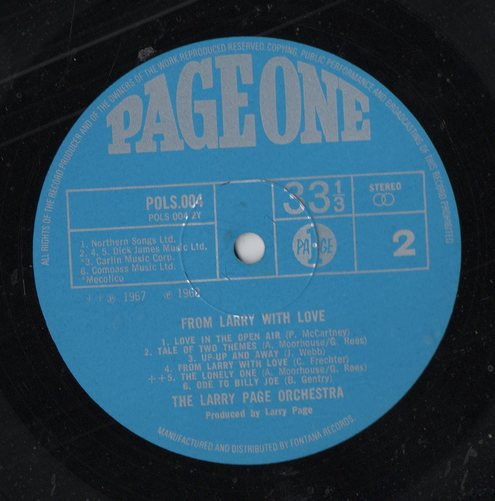 ALL RIGHTS OF THE RECORD PRODUCER AND OF THE OWNERS OF THE WORK REPRODUCED RESERVED. COPYING, PUBLIC PERFORMANCE AND BROADCASTING OF THIS RECORD PROHIBITED
PAGE ONE
POLS.004
POLS 004 2Y
33⅓
STEREO
1. Northern Songs Ltd.
2. 4, 5. Dick James Music Ltd.
*3. Carlin Music Corp.
6. Compass Music Ltd.
*Mecolico
1
PAGE
2
++ ℗ 1967 ℗ 1968
FROM LARRY WITH LOVE
1. LOVE IN THE OPEN AIR (P. McCartney)
2. TALE OF TWO THEMES (A. Moorhouse/G. Rees)
3. UP-UP AND AWAY (J. Webb)
4. FROM LARRY WITH LOVE (C. Frechter)
++5. THE LONELY ONE (A. Moorhouse/G. Rees)
6. ODE TO BILLY JOE (B. Gentry)
THE LARRY PAGE ORCHESTRA
Produced by Larry Page
MANUFACTURED AND DISTRIBUTED BY FONTANA RECORDS.